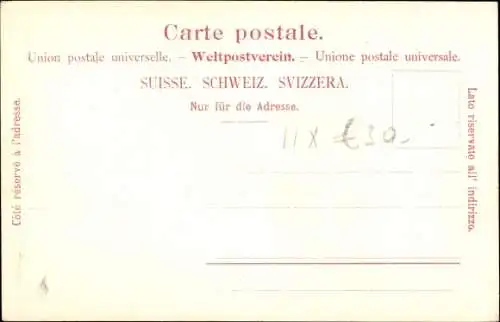 Carte postale.
Union postale universelle. – Weltpostverein. – Unione postale universale.
SUISSE. SCHWEIZ. SVIZZERA.
Nur für die Adresse.
Côté réservé à l'adresse.
Lato riservato all' indirizzo.
11 X €30.-